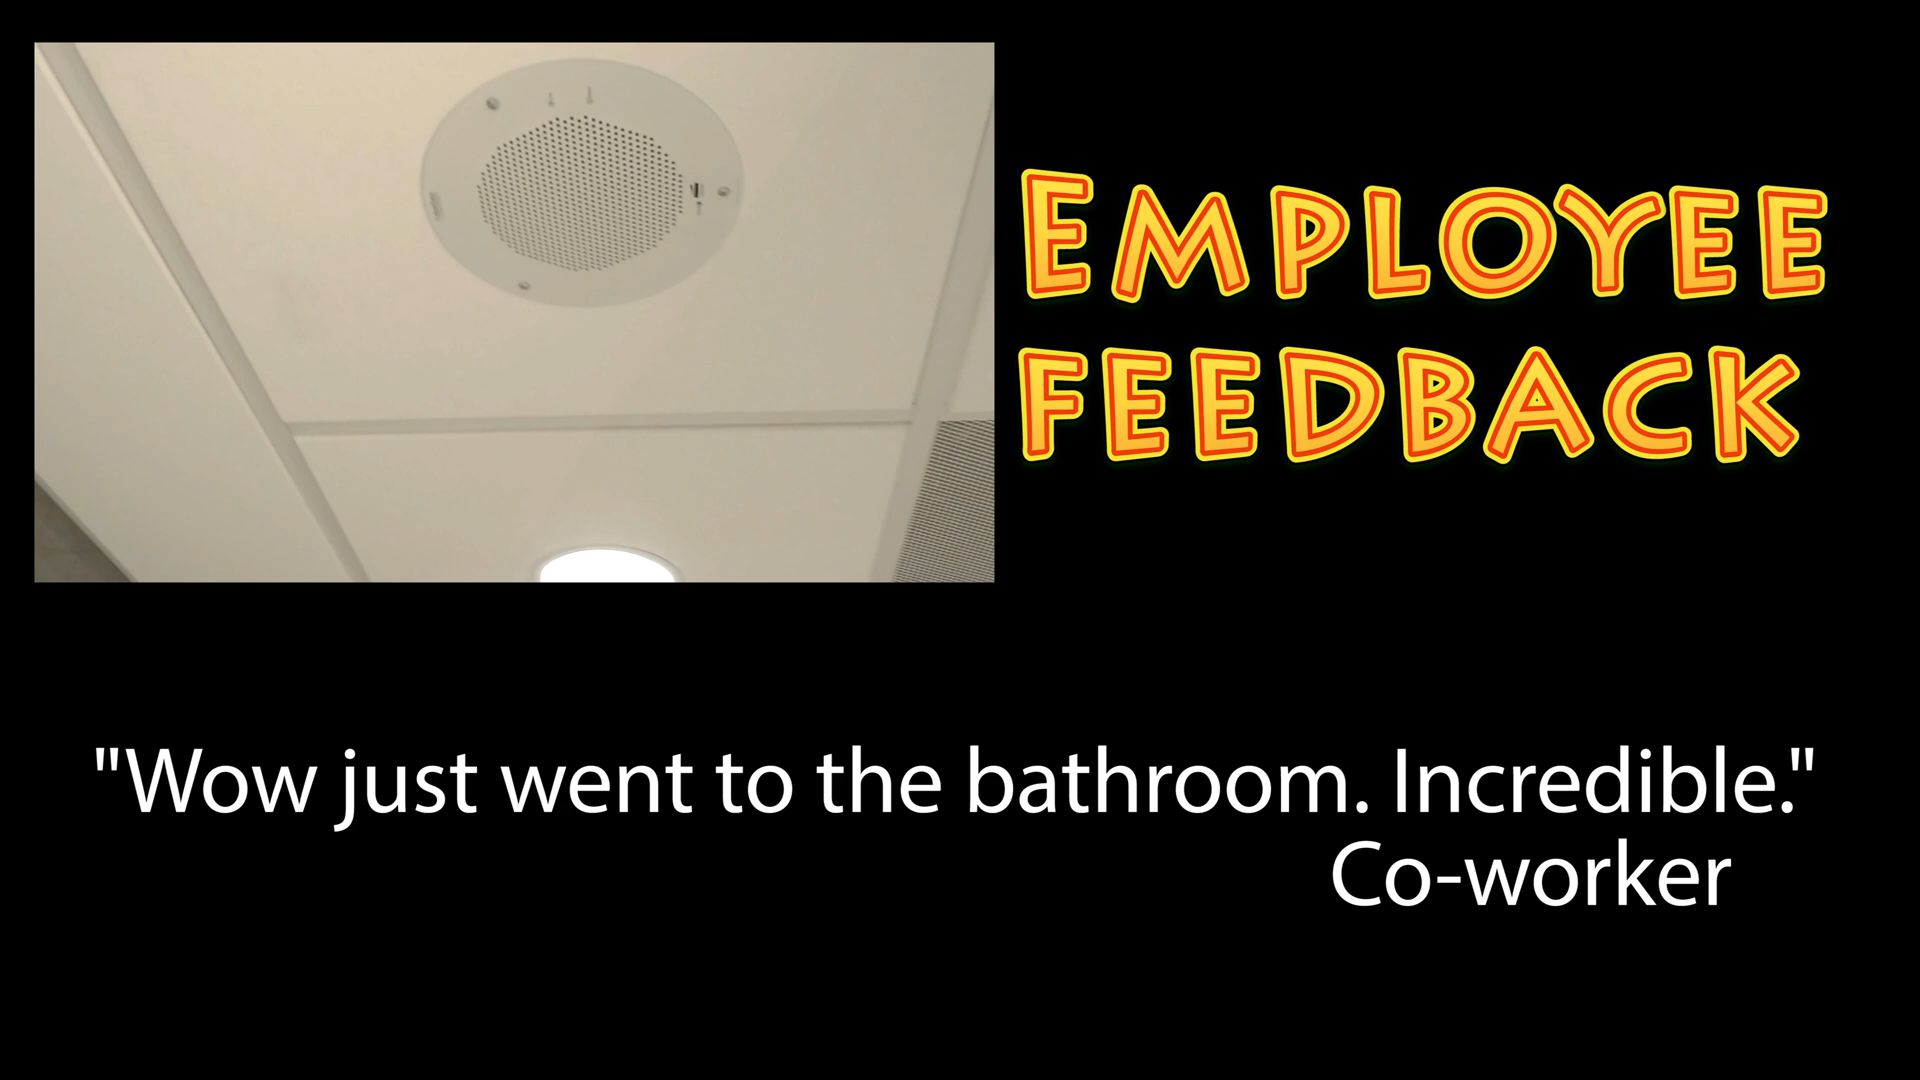 EMPLOYEE
FEEDBACK
"Wow just went to the bathroom. Incredible."
Co-worker